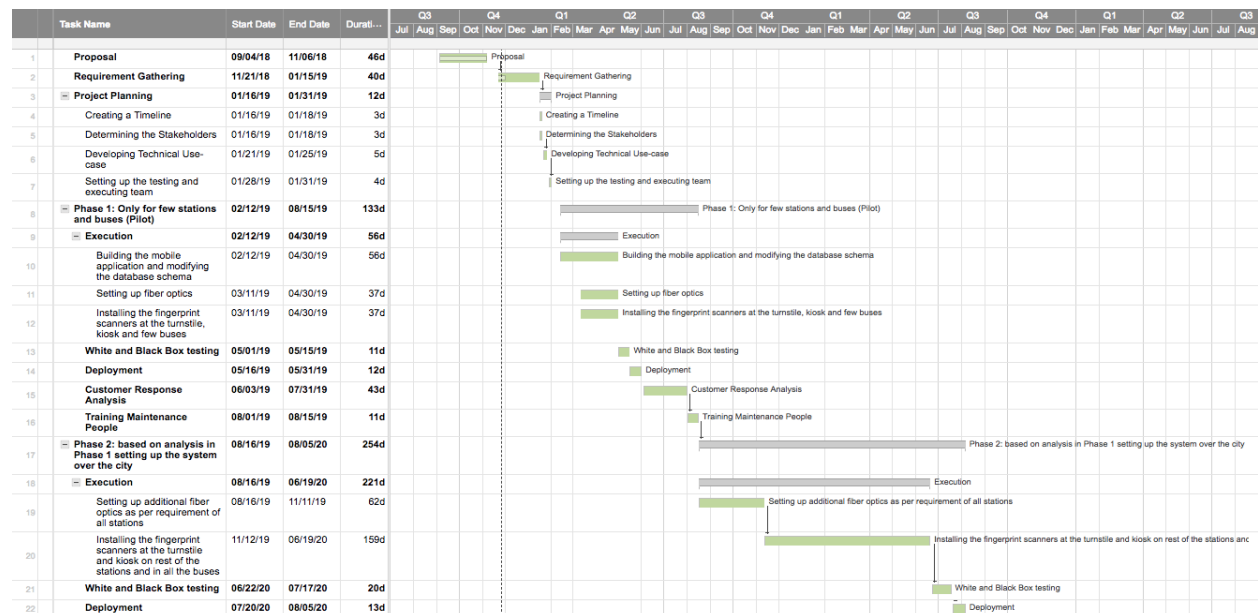 Task Name Start Date End Date Durati...
Q3 Q4 Q1 Q2 Q3 Q4 Q1 Q2 Q3 Q4 Q1 Q2 Q3
Jul Aug Sep Oct Nov Dec Jan Feb Mar Apr May Jun Jul Aug Sep Oct Nov Dec Jan Feb Mar Apr May Jun Jul Aug Sep Oct Nov Dec Jan Feb Mar Apr May Jun Jul Aug
1 Proposal 09/04/18 11/06/18 46d Proposal
2 Requirement Gathering 11/21/18 01/15/19 40d Requirement Gathering
3 Project Planning 01/16/19 01/31/19 12d Project Planning
4 Creating a Timeline 01/16/19 01/18/19 3d Creating a Timeline
5 Determining the Stakeholders 01/16/19 01/18/19 3d Determining the Stakeholders
6 Developing Technical Use-
case 01/21/19 01/25/19 5d Developing Technical Use-case
7 Setting up the testing and
executing team 01/28/19 01/31/19 4d Setting up the testing and executing team
8 Phase 1: Only for few stations
and buses (Pilot) 02/12/19 08/15/19 133d Phase 1: Only for few stations and buses (Pilot)
9 Execution 02/12/19 04/30/19 56d Execution
10 Building the mobile
application and modifying
the database schema 02/12/19 04/30/19 56d Building the mobile application and modifying the database schema
11 Setting up fiber optics 03/11/19 04/30/19 37d Setting up fiber optics
12 Installing the fingerprint
scanners at the turnstile,
kiosk and few buses 03/11/19 04/30/19 37d Installing the fingerprint scanners at the turnstile, kiosk and few buses
13 White and Black Box testing 05/01/19 05/15/19 11d White and Black Box testing
14 Deployment 05/16/19 05/31/19 12d Deployment
15 Customer Response
Analysis 06/03/19 07/31/19 43d Customer Response Analysis
16 Training Maintenance
People 08/01/19 08/15/19 11d Training Maintenance People
17 Phase 2: based on analysis in
Phase 1 setting up the system
over the city 08/16/19 08/05/20 254d Phase 2: based on analysis in Phase 1 setting up the system over the city
18 Execution 08/16/19 06/19/20 221d Execution
19 Setting up additional fiber
optics as per requirement of
all stations 08/16/19 11/11/19 62d Setting up additional fiber optics as per requirement of all stations
20 Installing the fingerprint
scanners at the turnstile
and kiosk on rest of the
stations and in all the buses 11/12/19 06/19/20 159d Installing the fingerprint scanners at the turnstile and kiosk on rest of the stations and
21 White and Black Box testing 06/22/20 07/17/20 20d White and Black Box testing
22 Deployment 07/20/20 08/05/20 13d Deployment